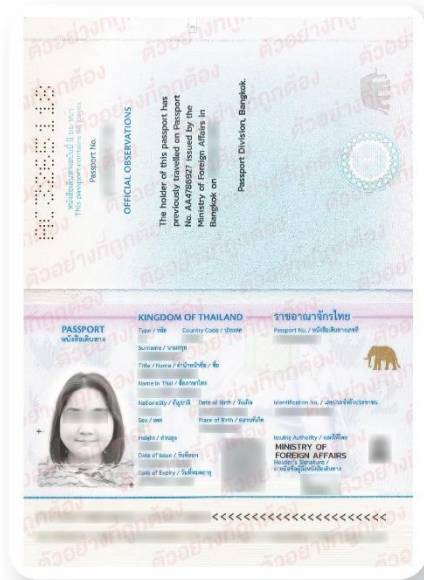 This passport contains 66 pages
Passport No.
OFFICIAL OBSERVATIONS
The holder of this passport has
previously travelled on Passport
No. AA4786927 issued by the
Ministry of Foreign Affairs in
Bangkok on
Passport Division, Bangkok.
PASSPORT
หนังสือเดินทาง
KINGDOM OF THAILAND
ราชอาณาจักรไทย
Type / ชนิด
Country Code / ประเทศ
Passport No. / หนังสือเดินทางเลขที่
Surname / นามสกุล
Title / Name / คำนำหน้าชื่อ / ชื่อ
Name in Thai / ชื่อภาษาไทย
Nationality / สัญชาติ
Date of Birth / วันเกิด
Identification No. / เลขประจำตัวประชาชน
Sex / เพศ
Place of Birth / สถานที่เกิด
Height / ส่วนสูง
Issuing Authority / ออกให้โดย
MINISTRY OF
FOREIGN AFFAIRS
Date of Issue / วันที่ออก
Holder's Signature /
ลายมือชื่อผู้ถือหนังสือเดินทาง
Date of Expiry / วันที่หมดอายุ
<<<<<<<<<<<<<<<<<<<<<<<
ตัวอย่างที่ถูกต้อง